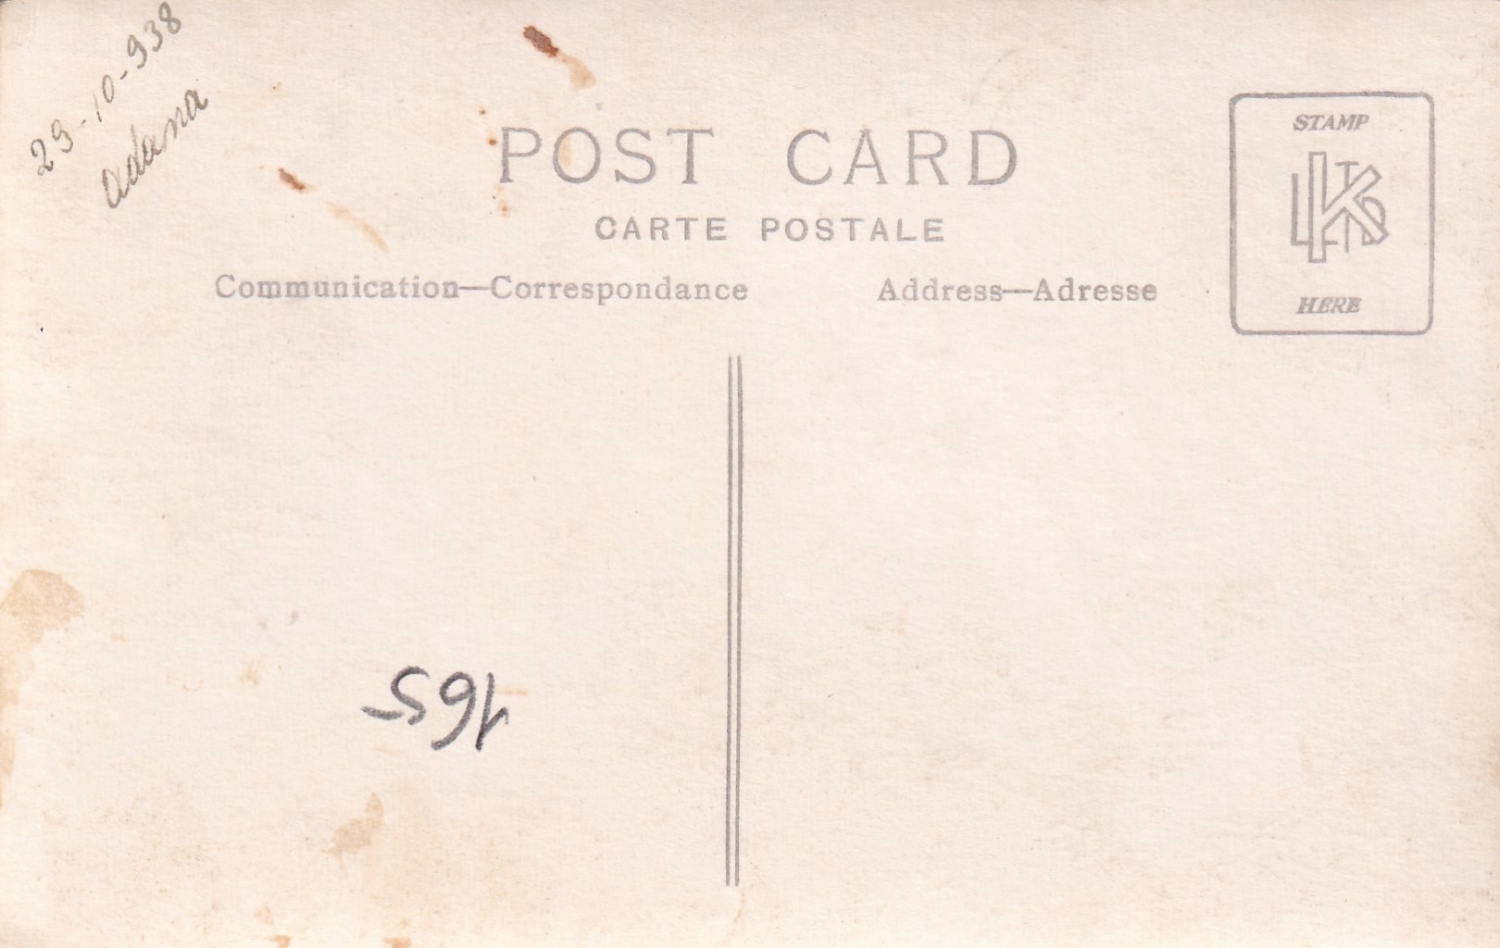 29-10-938
adana
POST CARD
CARTE POSTALE
Communication—Correspondance
Address—Adresse
STAMP
HERE
165